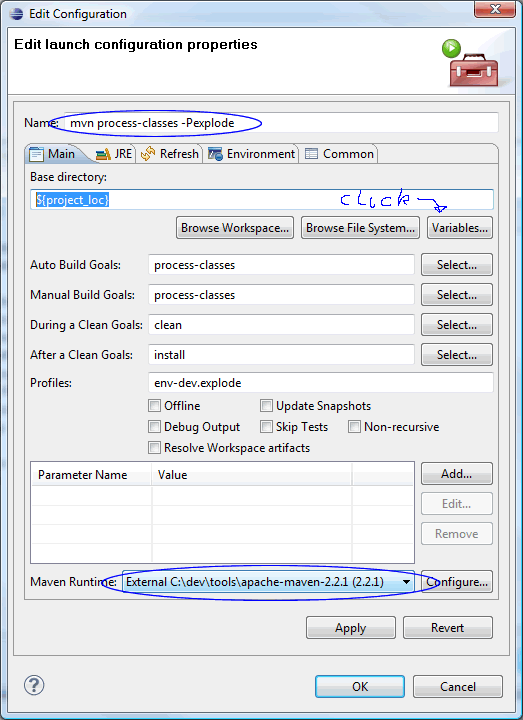 Edit Configuration
Edit launch configuration properties
Name: mvn process-classes -Pexplode
Main JRE Refresh Environment Common
Base directory:
${project_loc} click
Browse Workspace... Browse File System... Variables...
Auto Build Goals: process-classes Select...
Manual Build Goals: process-classes Select...
During a Clean Goals: clean Select...
After a Clean Goals: install Select...
Profiles: env-dev.explode
Offline Update Snapshots
Debug Output Skip Tests Non-recursive
Resolve Workspace artifacts
Parameter Name Value Add...
Edit...
Remove
Maven Runtime: External C:\dev\tools\apache-maven-2.2.1 (2.2.1) Configure...
Apply Revert
OK Cancel